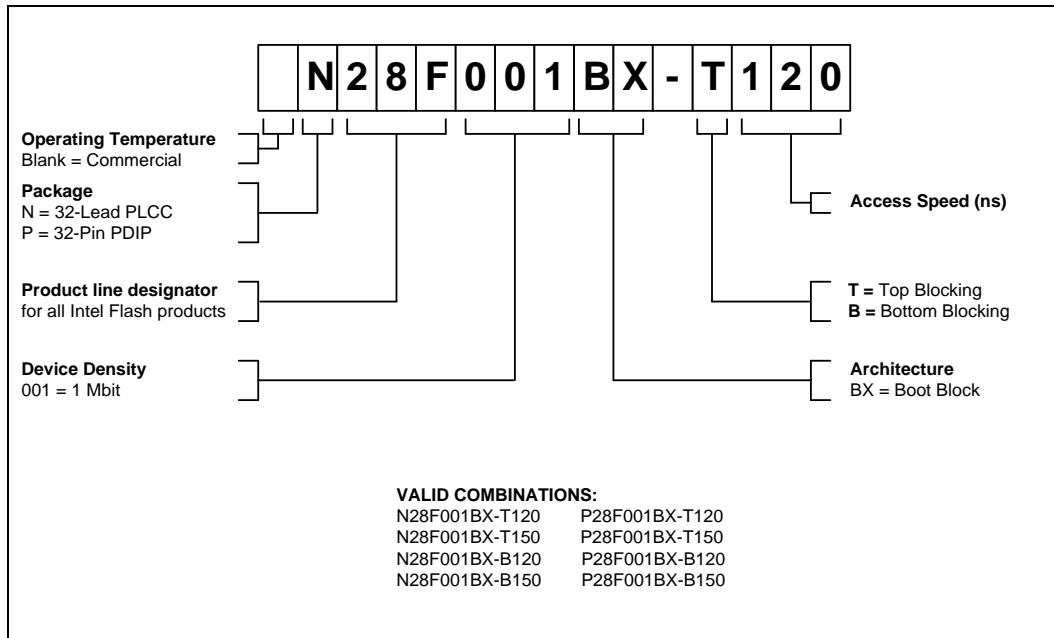 N28F001BX-T120
Operating Temperature
Blank = Commercial
Package
N = 32-Lead PLCC
P = 32-Pin PDIP
Product line designator
for all Intel Flash products
Device Density
001 = 1 Mbit
Access Speed (ns)
T = Top Blocking
B = Bottom Blocking
Architecture
BX = Boot Block
VALID COMBINATIONS:
N28F001BX-T120 P28F001BX-T120
N28F001BX-T150 P28F001BX-T150
N28F001BX-B120 P28F001BX-B120
N28F001BX-B150 P28F001BX-B150